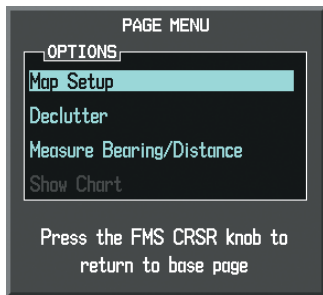 PAGE MENU
OPTIONS
Map Setup
Declutter
Measure Bearing/Distance
Show Chart
Press the FMS CRSR knob to
return to base page